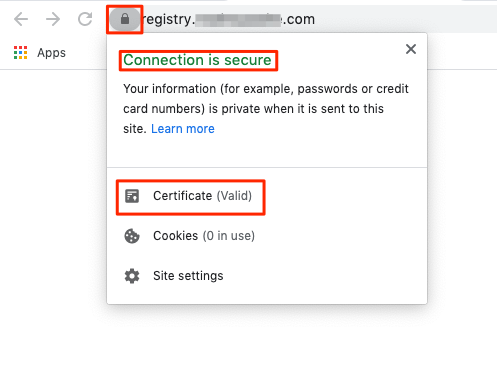 registry. .com
Apps
Connection is secure
Your information (for example, passwords or credit
card numbers) is private when it is sent to this
site. Learn more
Certificate (Valid)
Cookies (0 in use)
Site settings